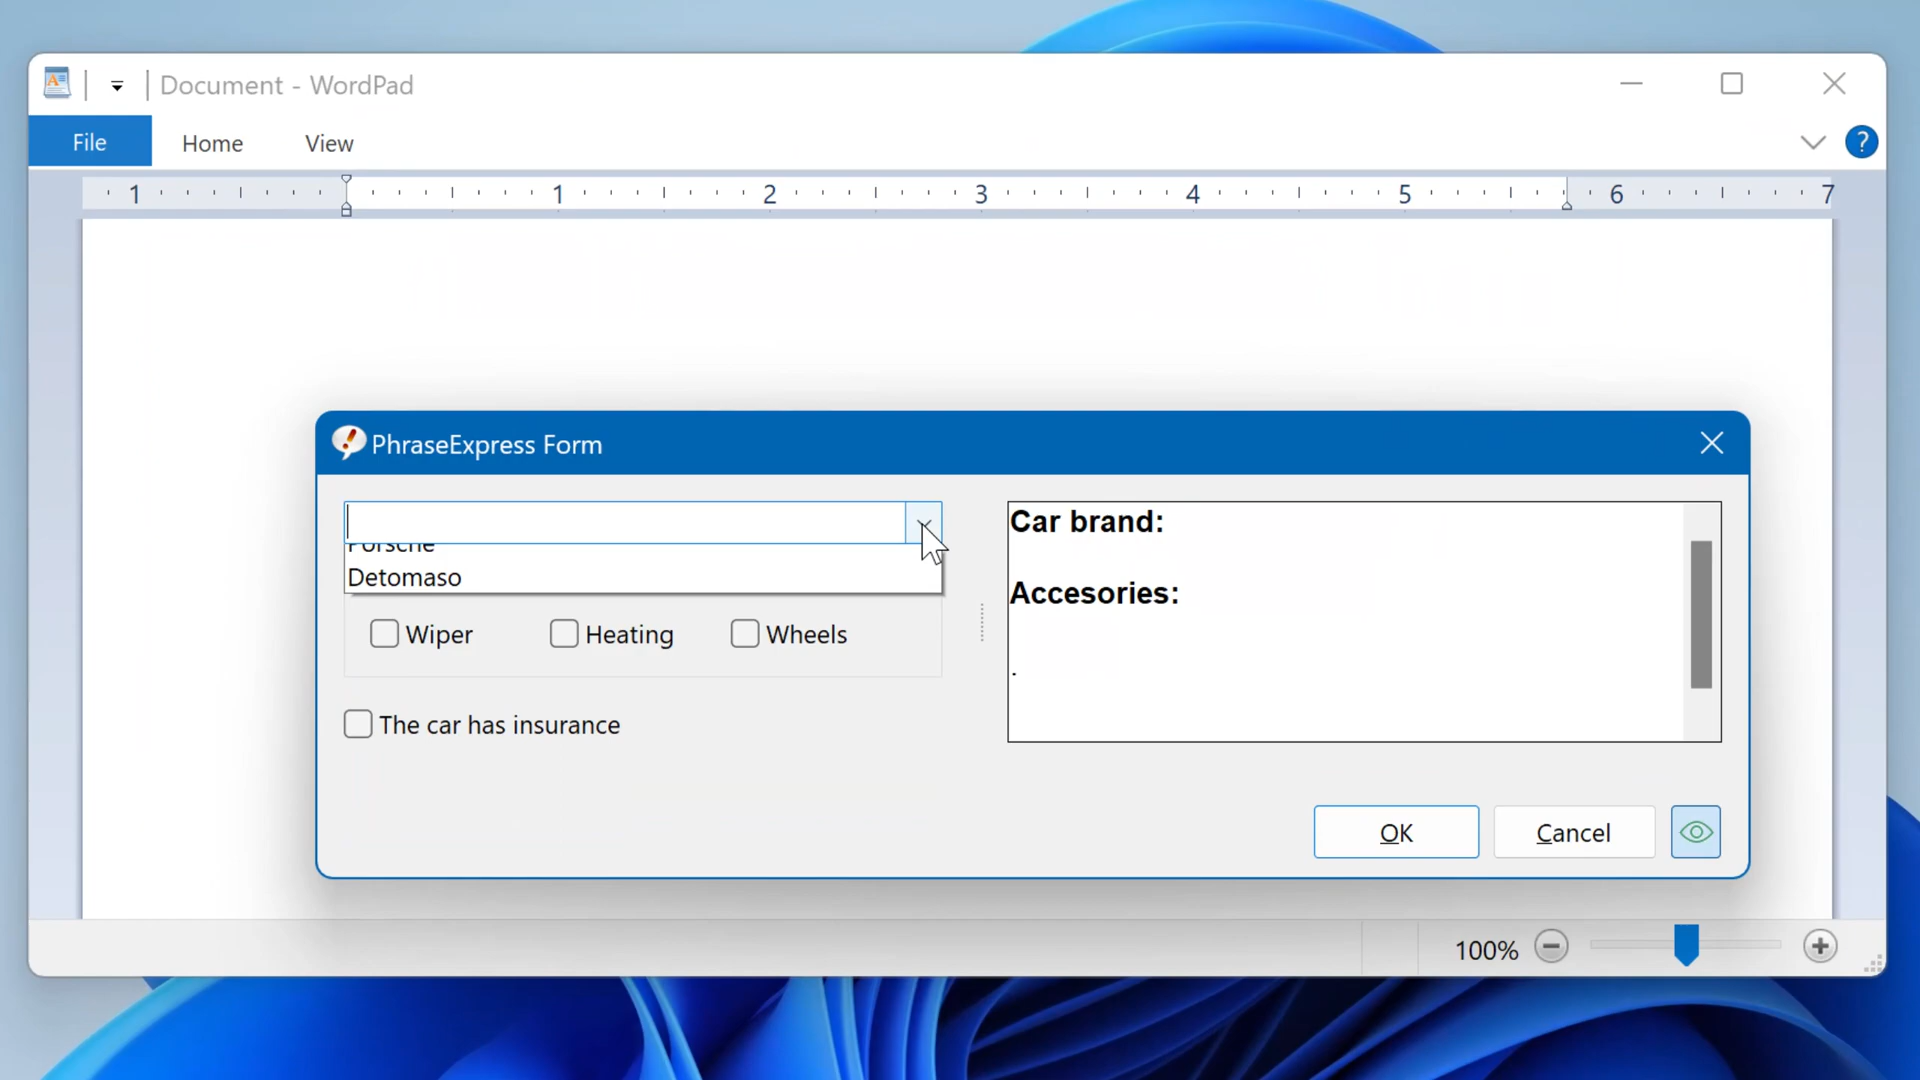 Document - WordPad
File Home View
1 1 2 3 4 5 6 7
PhraseExpress Form
Porsche
Detomaso
Wiper Heating Wheels
The car has insurance
Car brand:
Accesories:
.
OK Cancel
100%